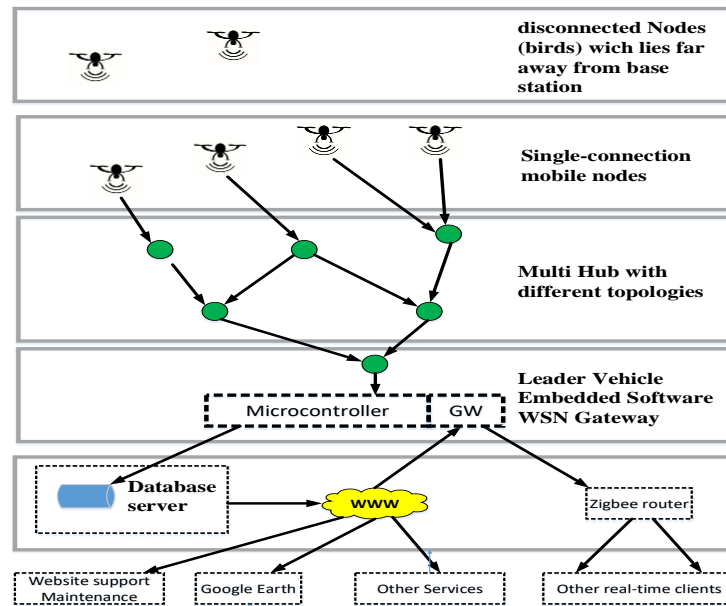 disconnected Nodes
(birds) wich lies far
away from base
station
Single-connection
mobile nodes
Multi Hub with
different topologies
Leader Vehicle
Embedded Software
WSN Gateway
Microcontroller
GW
Database
server
WWW
Zigbee router
Website support
Maintenance
Google Earth
Other Services
Other real-time clients